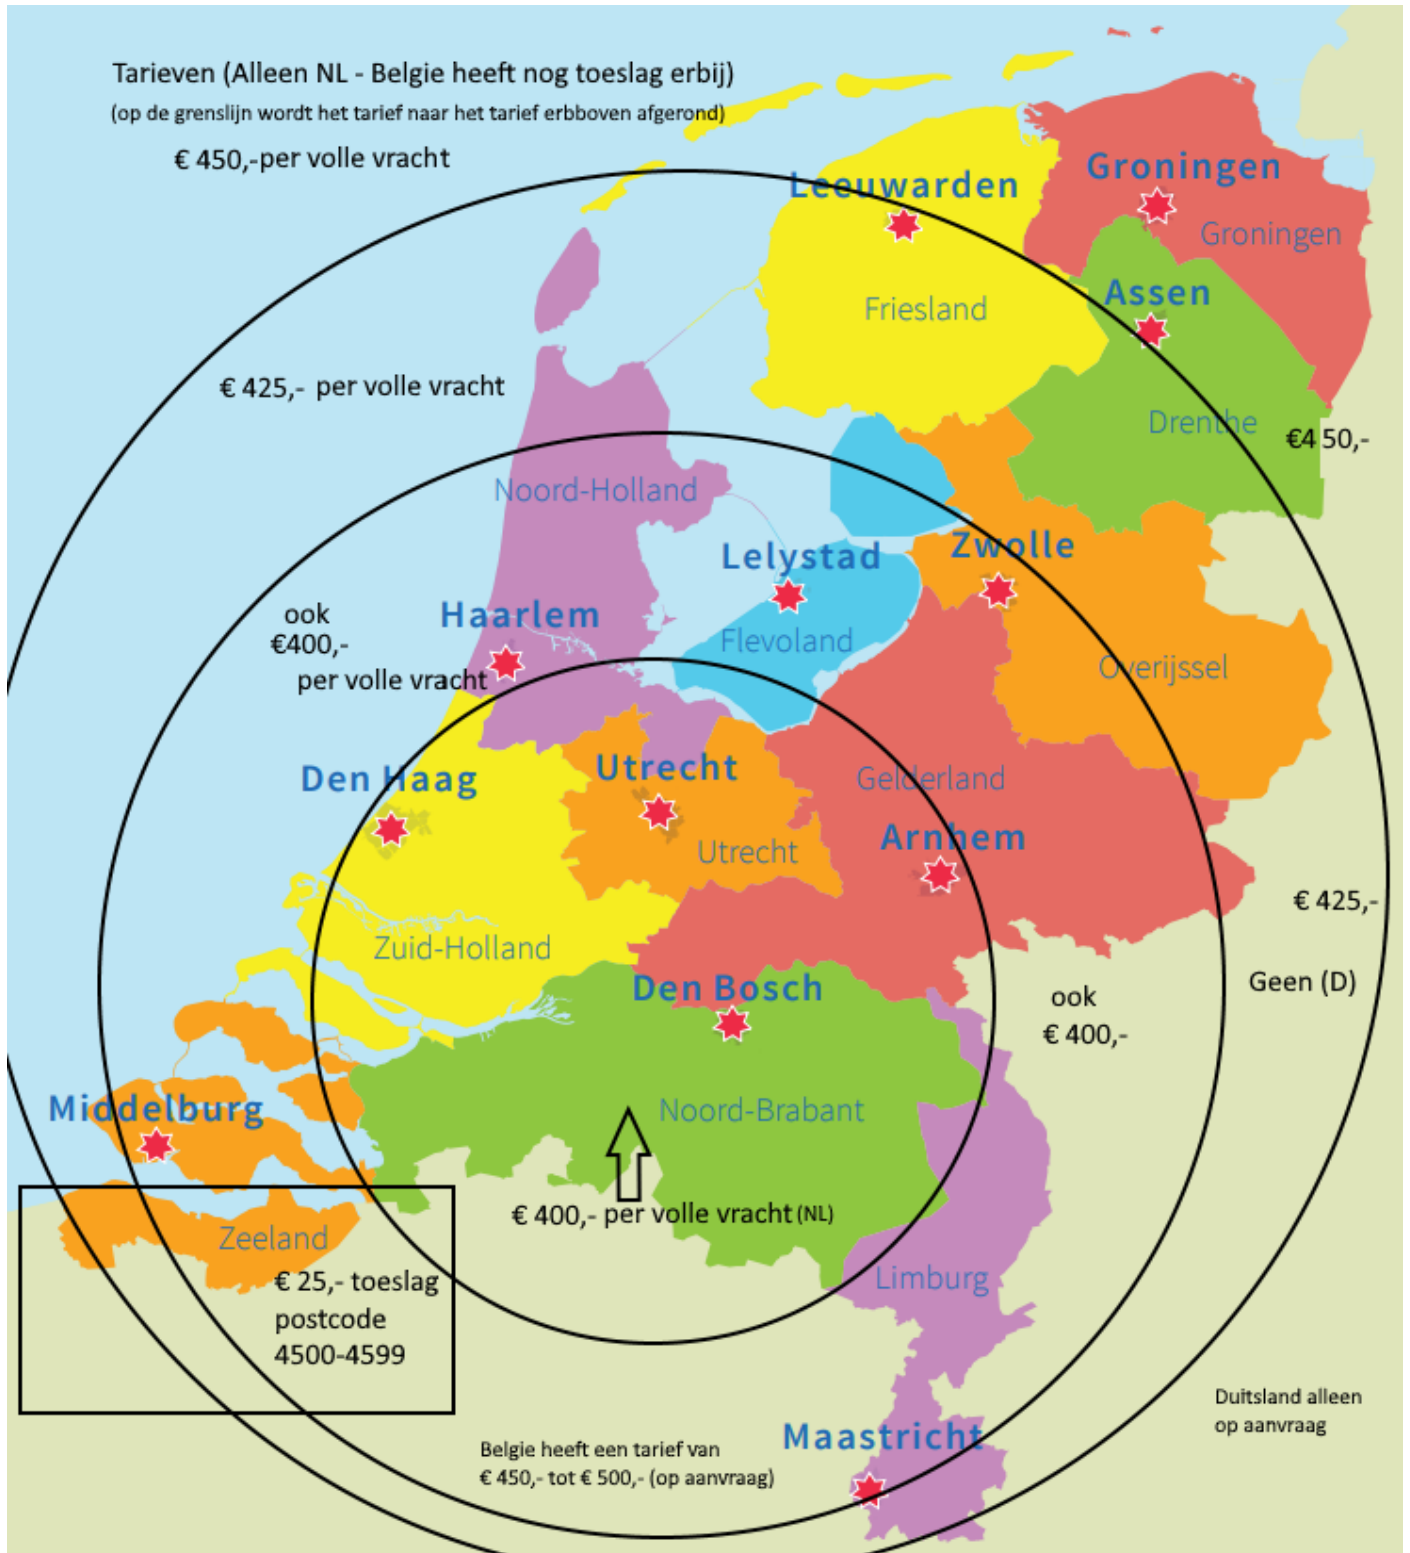 Tarieven (Alleen NL - Belgie heeft nog toeslag erbij)
(op de grenslijn wordt het tarief naar het tarief erbboven afgerond)
€ 450,-per volle vracht
Leeuwarden
Groningen
Groningen
Assen
Friesland
€ 425,- per volle vracht
Drenthe
€4 50,-
Noord-Holland
Zwolle
Lelystad
ook
€400,-
per volle vracht
Haarlem
Flevoland
Overijssel
Den Haag
Utrecht
Gelderland
Arnhem
Utrecht
€ 425,-
Zuid-Holland
Den Bosch
Geen (D)
ook
€ 400,-
Middelburg
Noord-Brabant
€ 400,- per volle vracht (NL)
Zeeland
€ 25,- toeslag
postcode
4500-4599
Limburg
Duitsland alleen
op aanvraag
Maastricht
Belgie heeft een tarief van
€ 450,- tot € 500,- (op aanvraag)